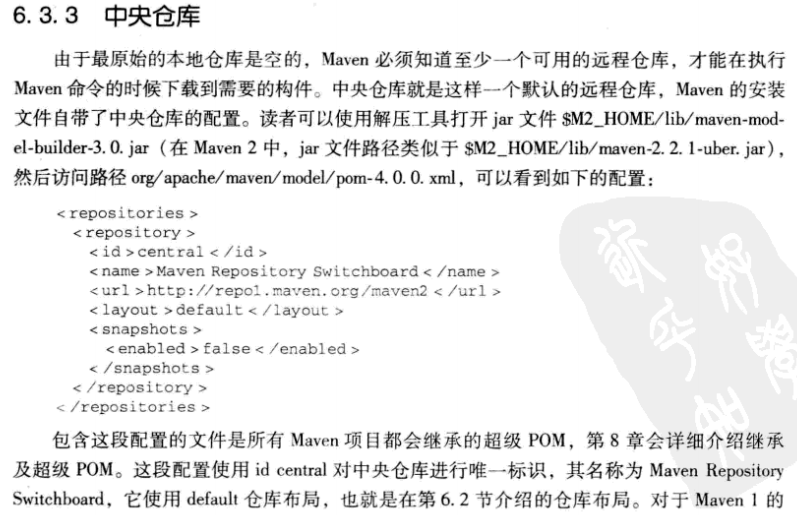 6.3.3 中央仓库
由于最原始的本地仓库是空的，Maven 必须知道至少一个可用的远程仓库，才能在执行
Maven 命令的时候下载到需要的构件。中央仓库就是这样一个默认的远程仓库，Maven 的安装
文件自带了中央仓库的配置。读者可以使用解压工具打开 jar 文件 $M2_HOME/lib/maven-mod-
el-builder-3.0.jar（在 Maven 2 中，jar 文件路径类似于 $M2_HOME/lib/maven-2.2.1-uber.jar），
然后访问路径 org/apache/maven/model/pom-4.0.0.xml，可以看到如下的配置：
<repositories>
<repository>
<id>central</id>
<name>Maven Repository Switchboard</name>
<url>http://repo1.maven.org/maven2</url>
<layout>default</layout>
<snapshots>
<enabled>false</enabled>
</snapshots>
</repository>
</repositories>
包含这段配置的文件是所有 Maven 项目都会继承的超级 POM，第 8 章会详细介绍继承
及超级 POM。这段配置使用 id central 对中央仓库进行唯一标识，其名称为 Maven Repository
Switchboard，它使用 default 仓库布局，也就是在第 6.2 节介绍的仓库布局。对于 Maven 1 的